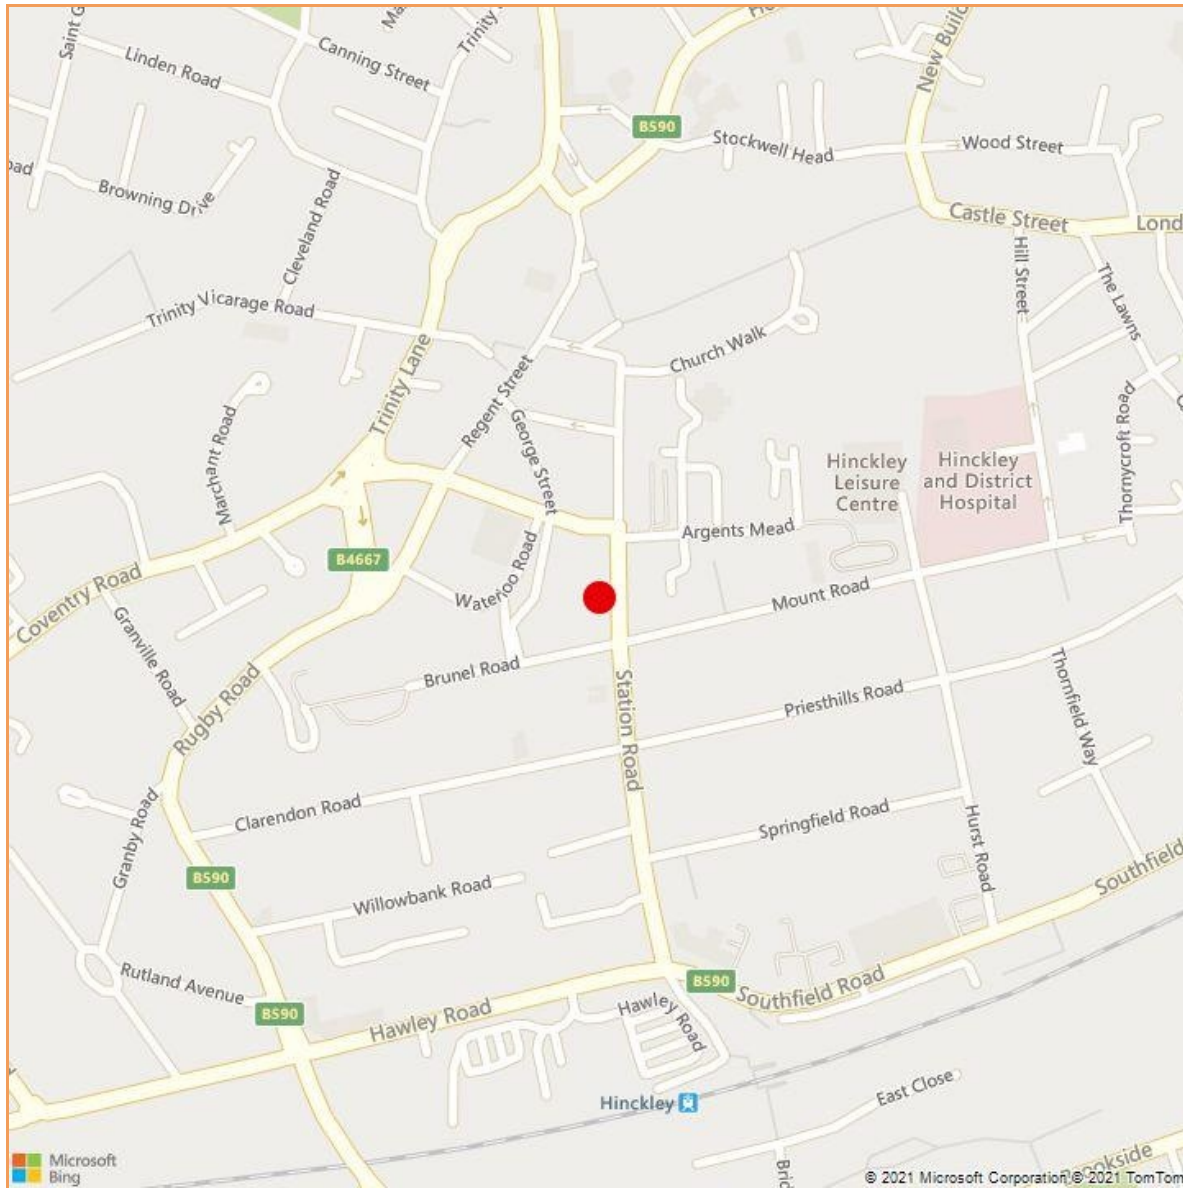 Saint G
Linden Road
Canning Street
Trinity
B590
New Build
Stockwell Head
Wood Street
Browning Drive
Cleveland Road
Castle Street
Lond
Hill Street
The Lawns
Trinity Vicarage Road
Trinity Lane
Regent Street
Church Walk
Marchant Road
George Street
Thornycroft Road
Hinckley
Leisure
Centre
Hinckley
and District
Hospital
Argents Mead
B4667
Waterloo Road
Mount Road
Coventry Road
Granville Road
Brunel Road
Rugby Road
Station Road
Priesthills Road
Thornfield Way
Clarendon Road
Granby Road
Springfield Road
Hurst Road
B590
Willowbank Road
Southfield
Rutland Avenue
B590
Hawley Road
B590
Southfield Road
Hawley Road
Hinckley
East Close
Microsoft
Bing
© 2021 Microsoft Corporation © 2021 TomTom